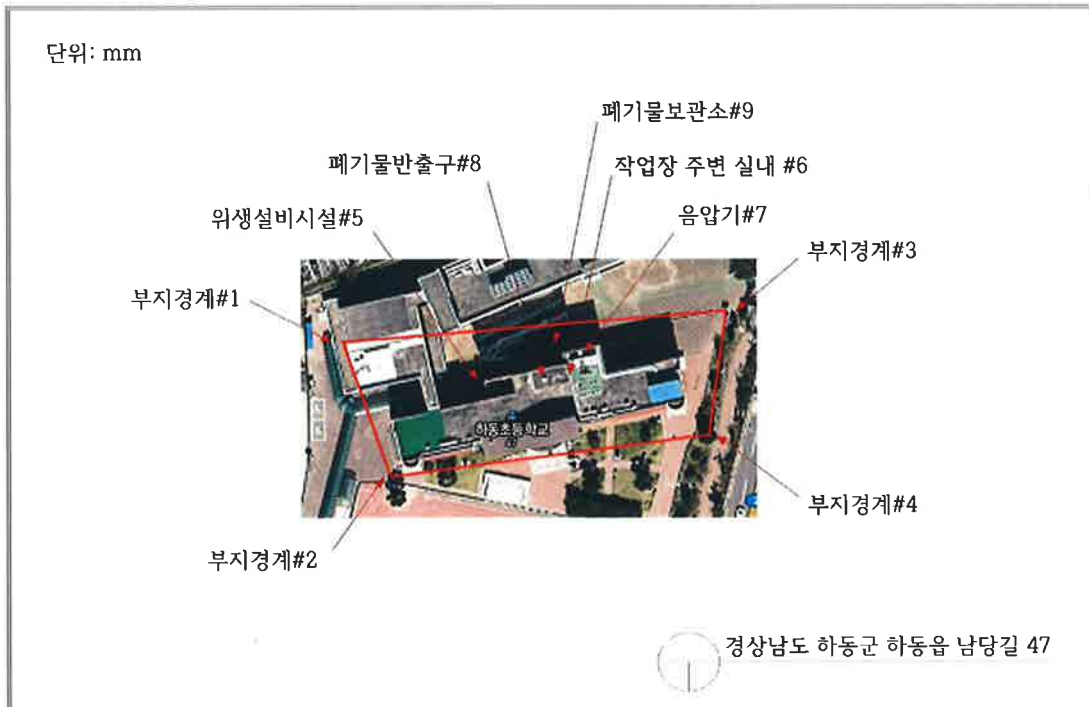 단위: mm
폐기물보관소#9
폐기물반출구#8
작업장 주변 실내 #6
위생설비시설#5
음압기#7
부지경계#3
부지경계#1
하동초등학교
부지경계#4
부지경계#2
경상남도 하동군 하동읍 남당길 47